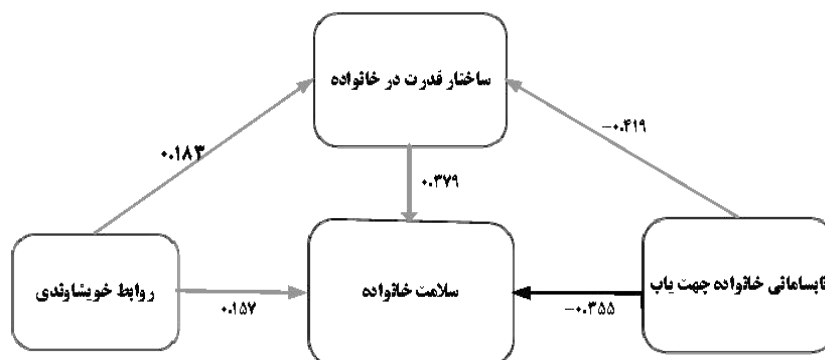 ساختار قدرت در خانواده
۰.۱۸۳
-۰.۴۱۹
۰.۳۷۹
روابط خویشاوندی
سلامت خانواده
نابسامانی خانواده جهت یاب
۰.۱۵۷
-۰.۳۵۵